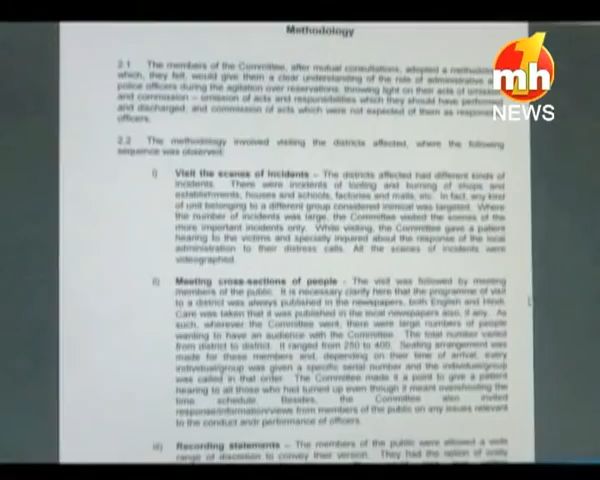 Methodology
2.1 The members of the Committee, after mutual consultations, adopted a
which, they felt, would give them a clear understanding of the role of administrative
police officers during the agitation over reservations, throwing light on their acts of
and commission – omission of acts and responsibilities which they should have
and discharged, and commission of acts which were not expected of them as
officers.
2.2 The methodology involved visiting the districts affected, where the following
sequence was observed:
i) Visit the scenes of incidents – The districts affected had different kinds of
incidents. There were incidents of looting and burning of shops and
establishments, houses and schools, factories and malls, etc. In fact, any kind
of unit belonging to a different group considered inimical was targeted. Where
the number of incidents was large, the Committee visited the scenes of the
more important incidents only. While visiting, the Committee gave a patient
hearing to the victims and specially inquired about the response of the local
administration to their distress calls. All the scenes of incidents were
videographed.
ii) Meeting cross-sections of people – The visit was followed by meeting
members of the public. It is necessary clarify here that the programme of visit
to a district was always published in the newspapers, both English and Hindi.
Care was taken that it was published in the local newspapers also, if any. As
such, wherever the Committee went, there were large numbers of people
wanting to have an audience with the Committee. The total number varied
from district to district. It ranged from 250 to 400. Seating arrangement was
made for these members and, depending on their time of arrival, every
individual/group was given a specific serial number and the individual/group
was called in that order. The Committee made it a point to give a patient
hearing to all those who had turned up even though it meant overshooting the
time schedule. Besides, the Committee also invited
response/information/views from members of the public on any issues relevant
to the conduct and/or performance of officers.
iii) Recording statements – The members of the public were allowed a wide
range of discretion to convey their version. They had the option of
mh1
NEWS